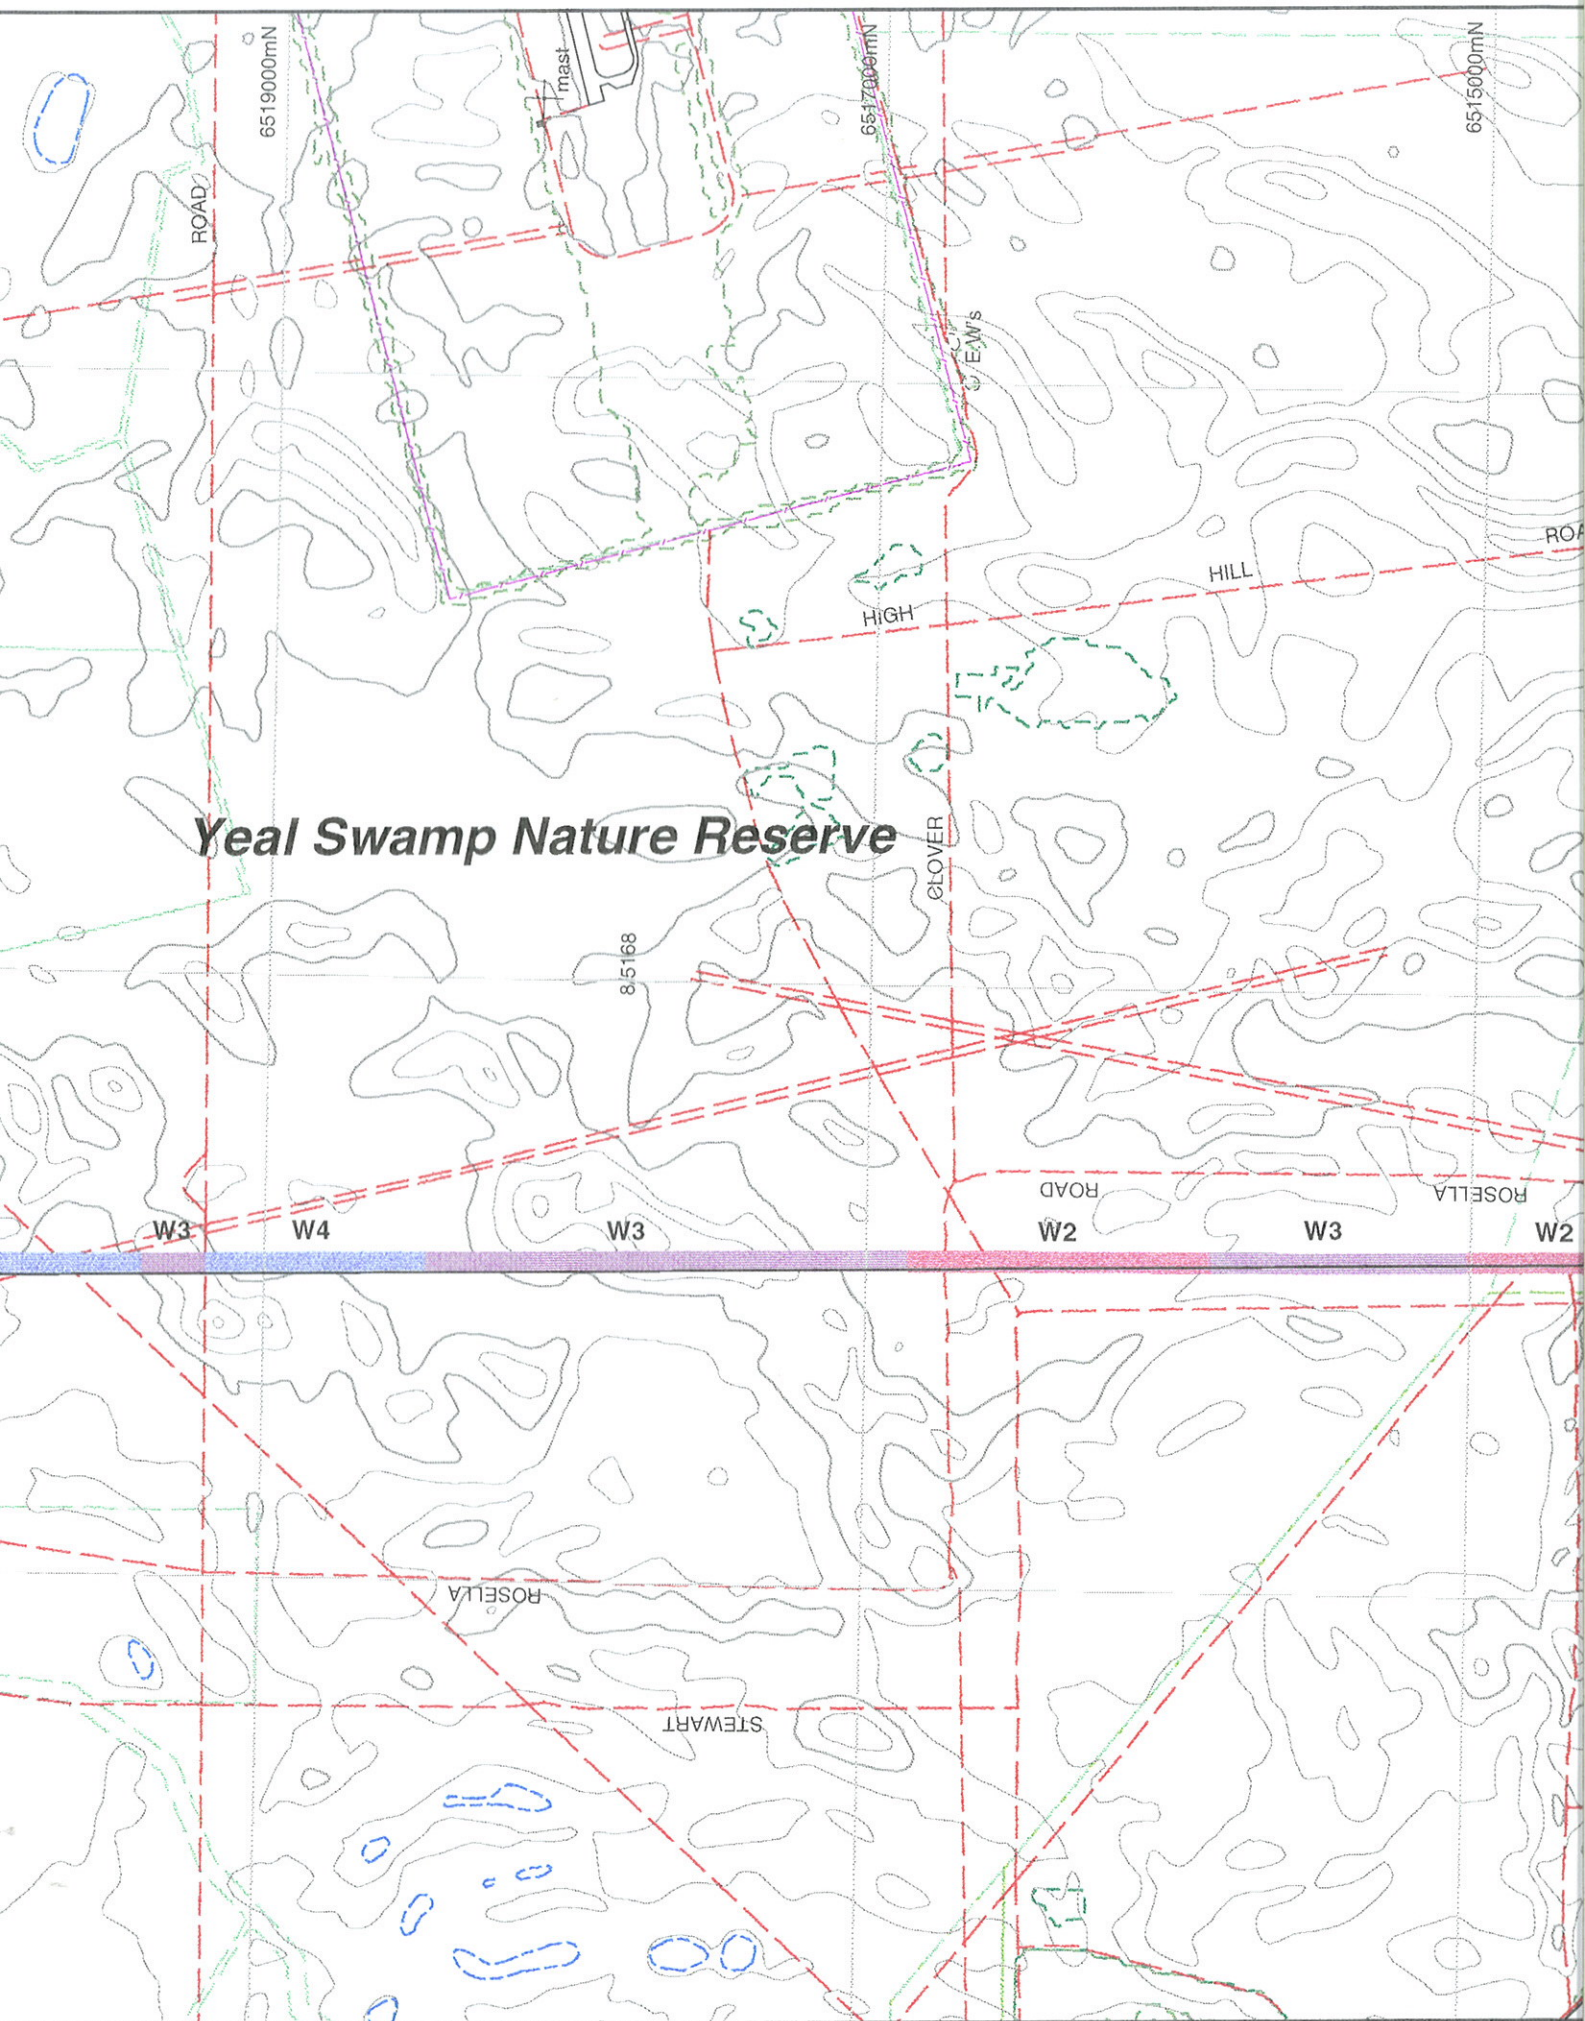 6519000mN
mast
6517000mN
6515000mN
ROAD
C/EW's
ROA
HILL
HIGH
Yeal Swamp Nature Reserve
CLOVER
8/5168
ROAD
ROSELLA
W3
W4
W3
W2
W3
W2
ROSELLA
STEWART